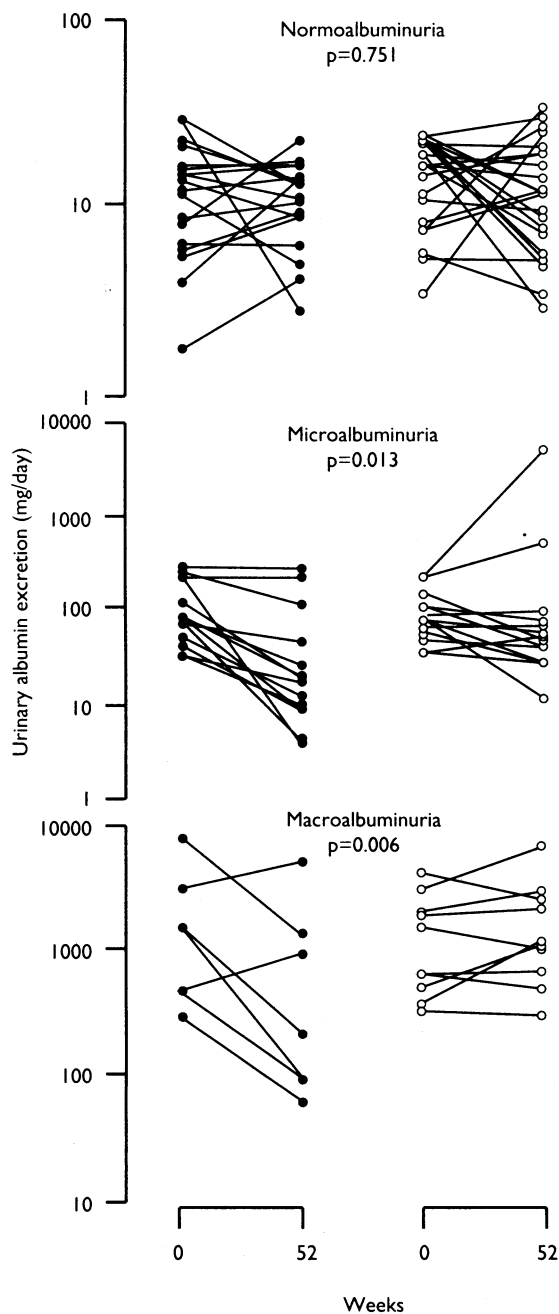 100
Normoalbuminuria
p=0.751
10
1
10000
Microalbuminuria
p=0.013
1000
100
10
1
Urinary albumin excretion (mg/day)
Macroalbuminuria
p=0.006
10000
1000
100
10
0 52 0 52
Weeks